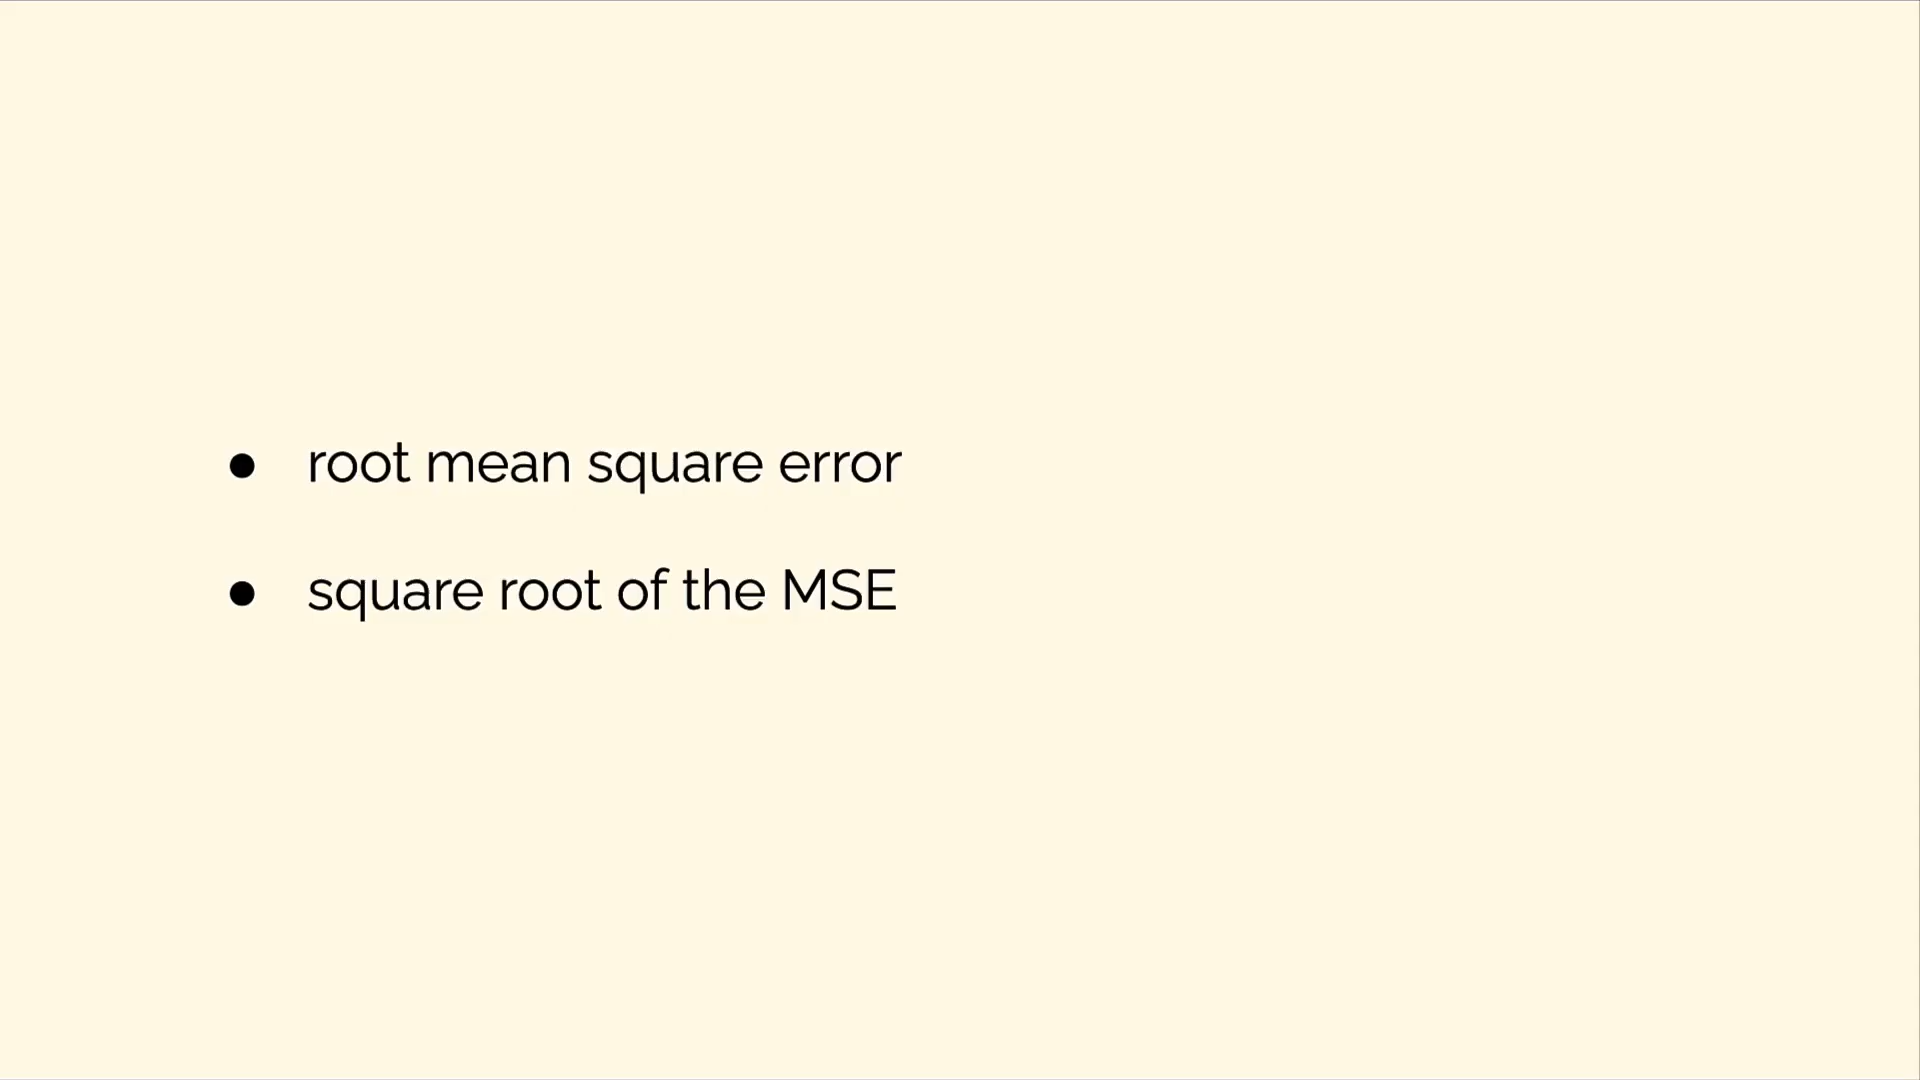 ● root mean square error
● square root of the MSE